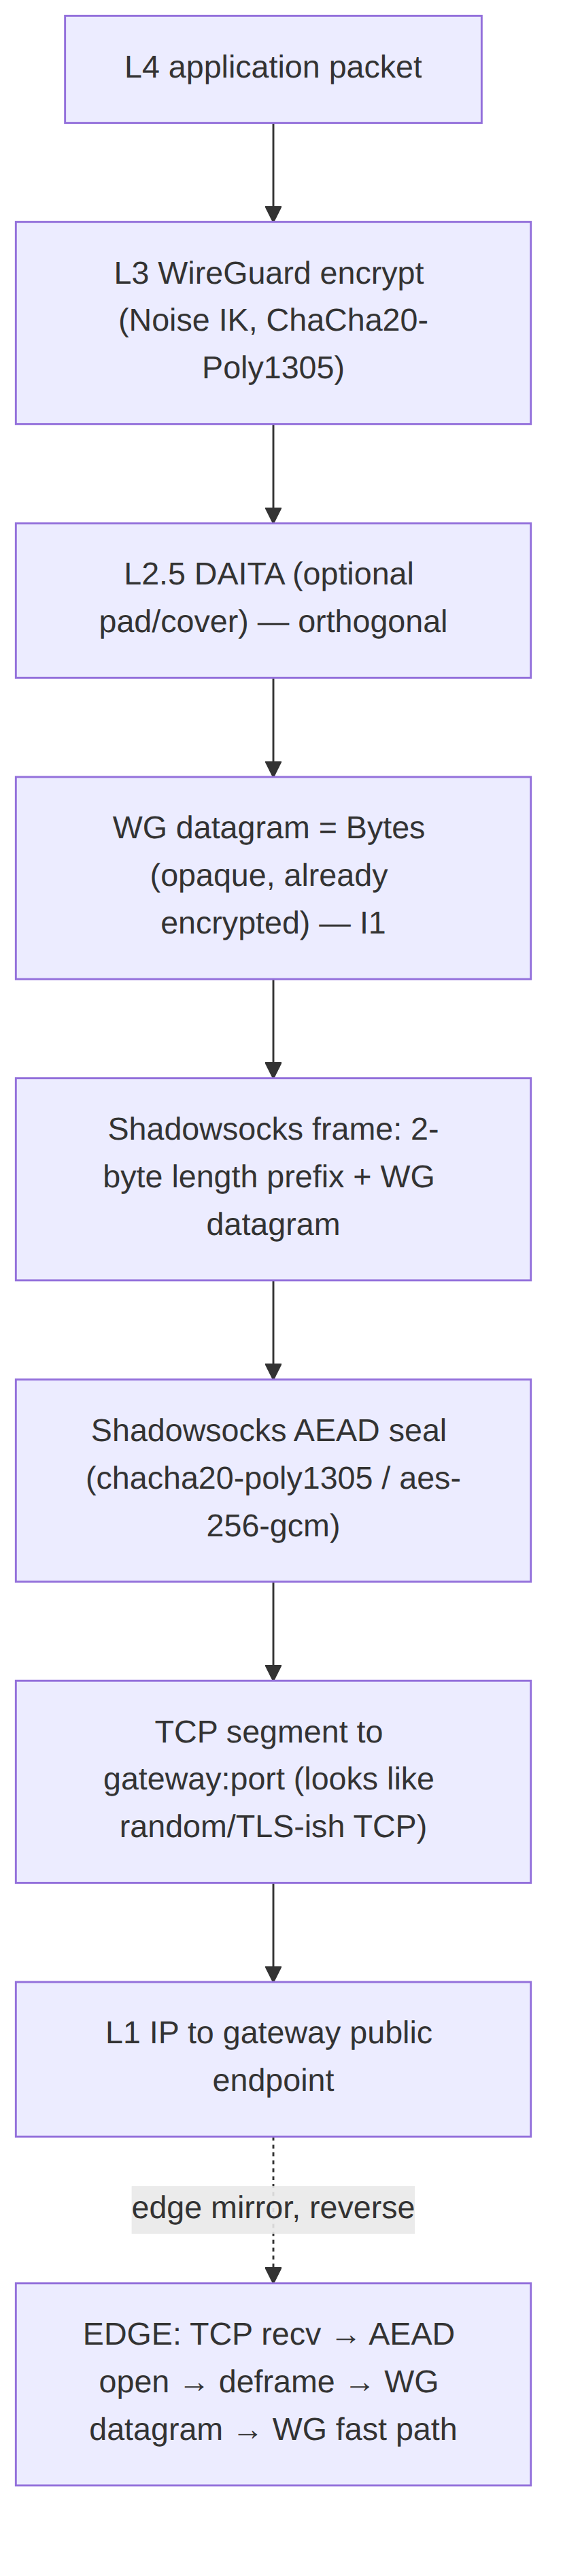 L4 application packet
L3 WireGuard encrypt
(Noise IK, ChaCha20-
Poly1305)
L2.5 DAITA (optional
pad/cover) — orthogonal
WG datagram = Bytes
(opaque, already
encrypted) — I1
Shadowsocks frame: 2-
byte length prefix + WG
datagram
Shadowsocks AEAD seal
(chacha20-poly1305 / aes-
256-gcm)
TCP segment to
gateway:port (looks like
random/TLS-ish TCP)
L1 IP to gateway public
endpoint
edge mirror, reverse
EDGE: TCP recv → AEAD
open → deframe → WG
datagram → WG fast path